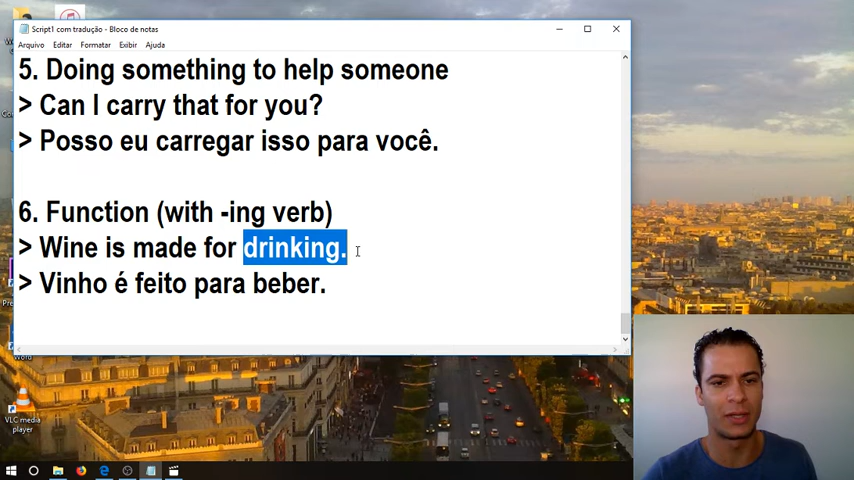 Script1 com tradução - Bloco de notas
Arquivo Editar Formatar Exibir Ajuda
5. Doing something to help someone
> Can I carry that for you?
> Posso eu carregar isso para você.
6. Function (with -ing verb)
> Wine is made for drinking.
> Vinho é feito para beber.
Word
VLC media
player